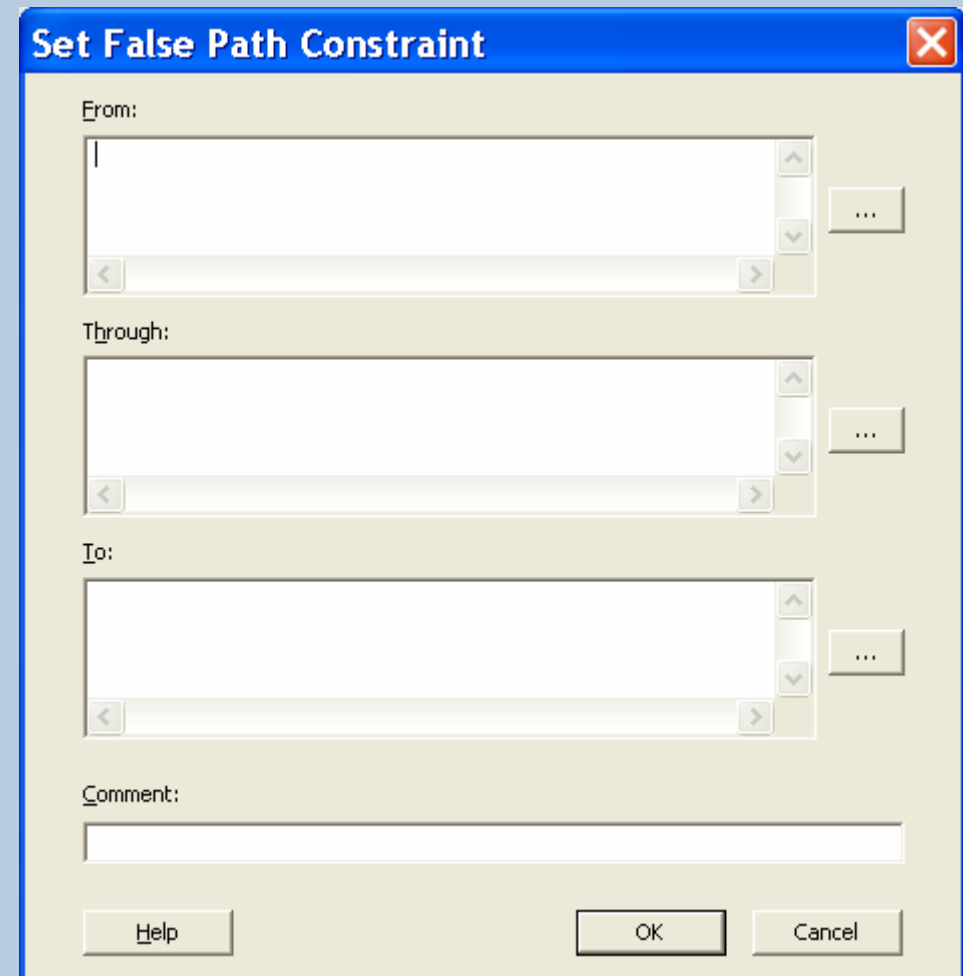 Set False Path Constraint
From:
...
Through:
...
To:
...
Comment:
Help OK Cancel